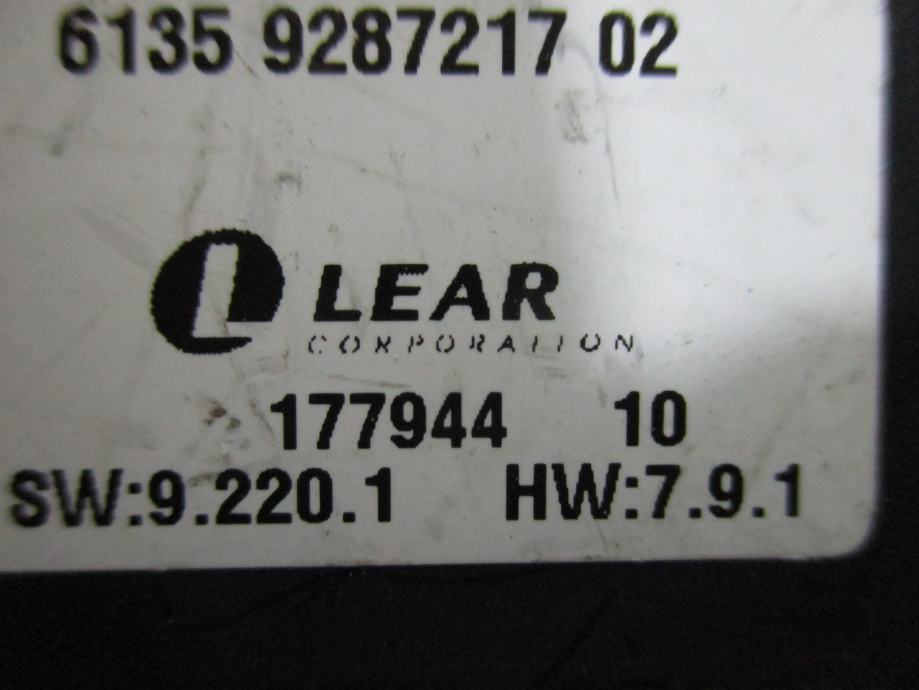 6135 9287217 02
LEAR
CORPORATION
177944 10
SW:9.220.1 HW:7.9.1